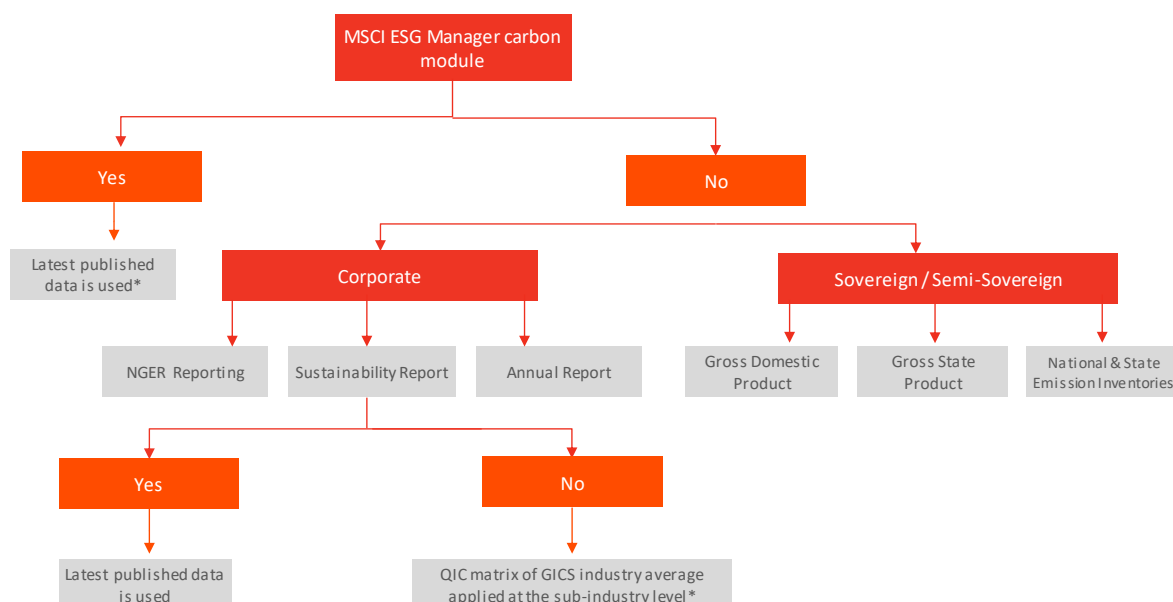 MSCI ESG Manager carbon
module
Yes
No
Latest published
data is used*
Corporate
Sovereign / Semi-Sovereign
NGER Reporting
Sustainability Report
Annual Report
Gross Domestic
Product
Gross State
Product
National & State
Emission Inventories
Yes
No
Latest published data
is used
QIC matrix of GICS industry average
applied at the sub-industry level*